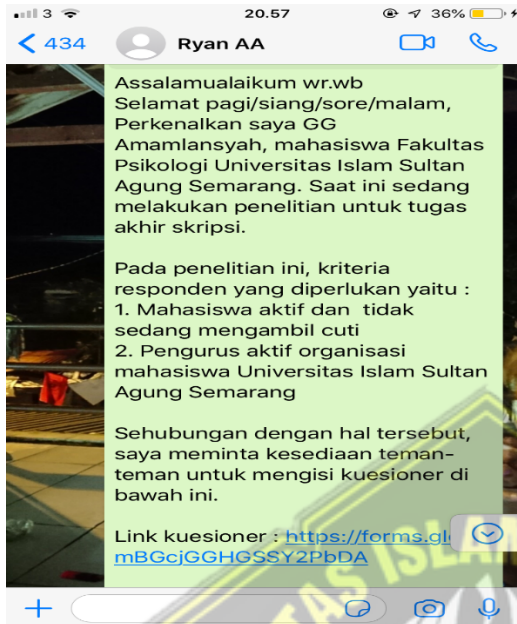 3 20.57 36%
434 Ryan AA
Assalamualaikum wr.wb
Selamat pagi/siang/sore/malam,
Perkenalkan saya GG
Amamlansyah, mahasiswa Fakultas
Psikologi Universitas Islam Sultan
Agung Semarang. Saat ini sedang
melakukan penelitian untuk tugas
akhir skripsi.
Pada penelitian ini, kriteria
responden yang diperlukan yaitu :
1. Mahasiswa aktif dan tidak
sedang mengambil cuti
2. Pengurus aktif organisasi
mahasiswa Universitas Islam Sultan
Agung Semarang
Sehubungan dengan hal tersebut,
saya meminta kesediaan teman-
teman untuk mengisi kuesioner di
bawah ini.
Link kuesioner : https://forms.gl
mBGcjGGHGSSY2PbDA
TAS ISLAM